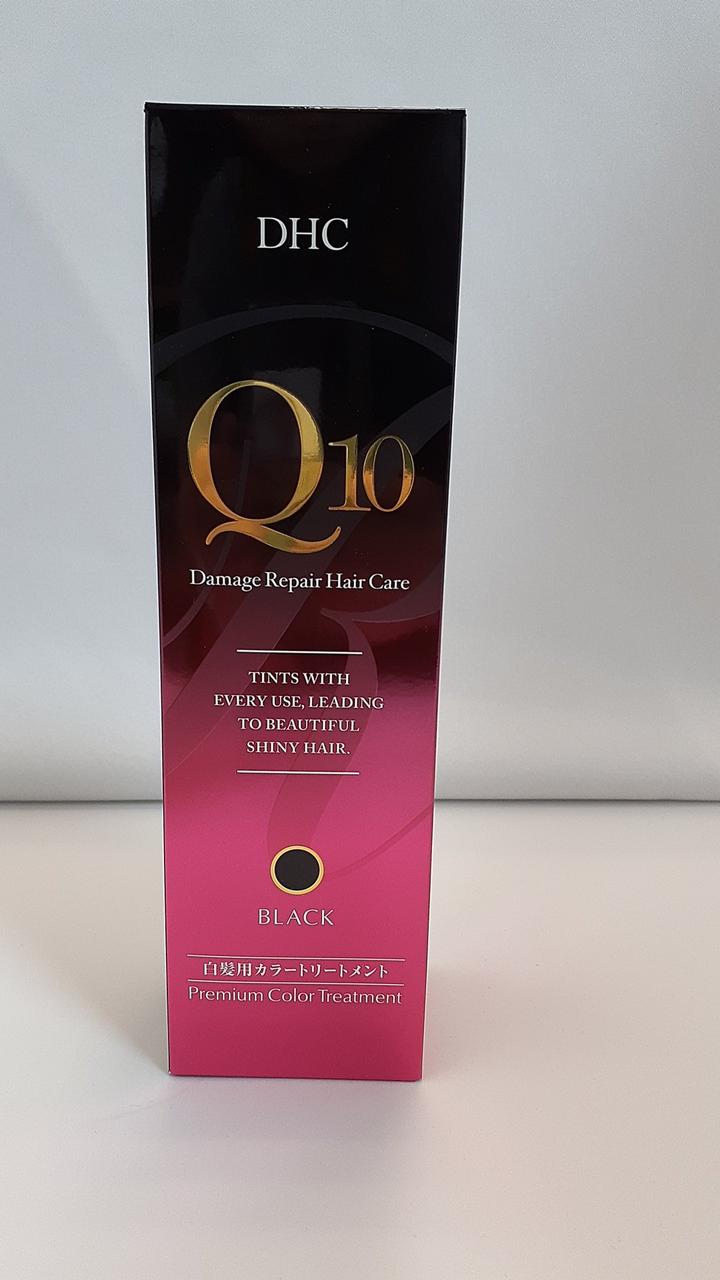 DHC
Q10
Damage Repair Hair Care
TINTS WITH
EVERY USE, LEADING
TO BEAUTIFUL
SHINY HAIR.
BLACK
白髪用カラートリートメント
Premium Color Treatment